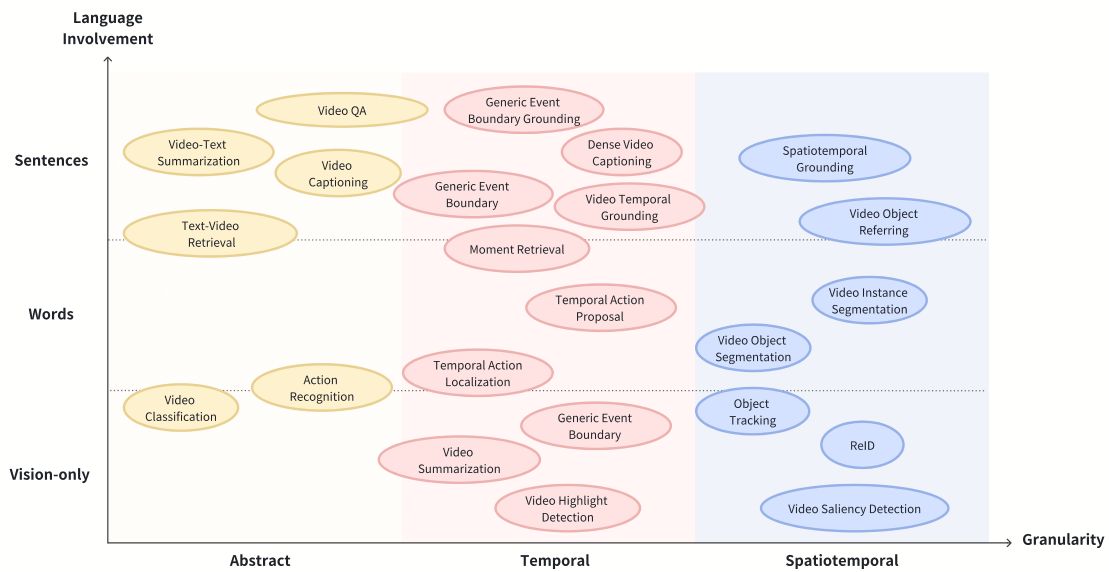 Language
Involvement
Video QA
Generic Event
Boundary Grounding
Video-Text
Summarization
Dense Video
Captioning
Sentences
Spatiotemporal
Grounding
Video
Captioning
Generic Event
Boundary
Video Temporal
Grounding
Video Object
Referring
Text-Video
Retrieval
Moment Retrieval
Words
Temporal Action
Proposal
Video Instance
Segmentation
Video Object
Segmentation
Temporal Action
Localization
Action
Recognition
Video
Classification
Object
Tracking
Generic Event
Boundary
ReID
Video
Summarization
Vision-only
Video Highlight
Detection
Video Saliency Detection
Granularity
Abstract
Temporal
Spatiotemporal